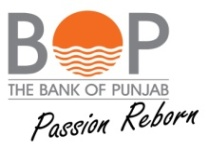 BOP
THE BANK OF PUNJAB
Passion Reborn